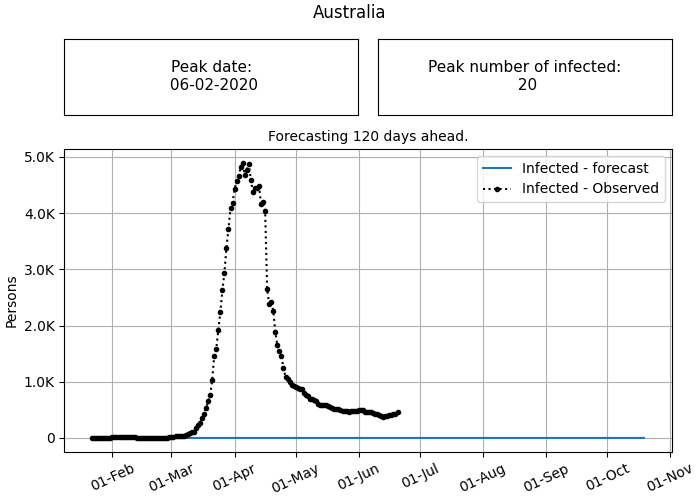 Australia
Peak date:
06-02-2020
Peak number of infected:
20
Forecasting 120 days ahead.
Infected - forecast
Infected - Observed
Persons
5.0K
4.0K
3.0K
2.0K
1.0K
0
01-Feb
01-Mar
01-Apr
01-May
01-Jun
01-Jul
01-Aug
01-Sep
01-Oct
01-Nov